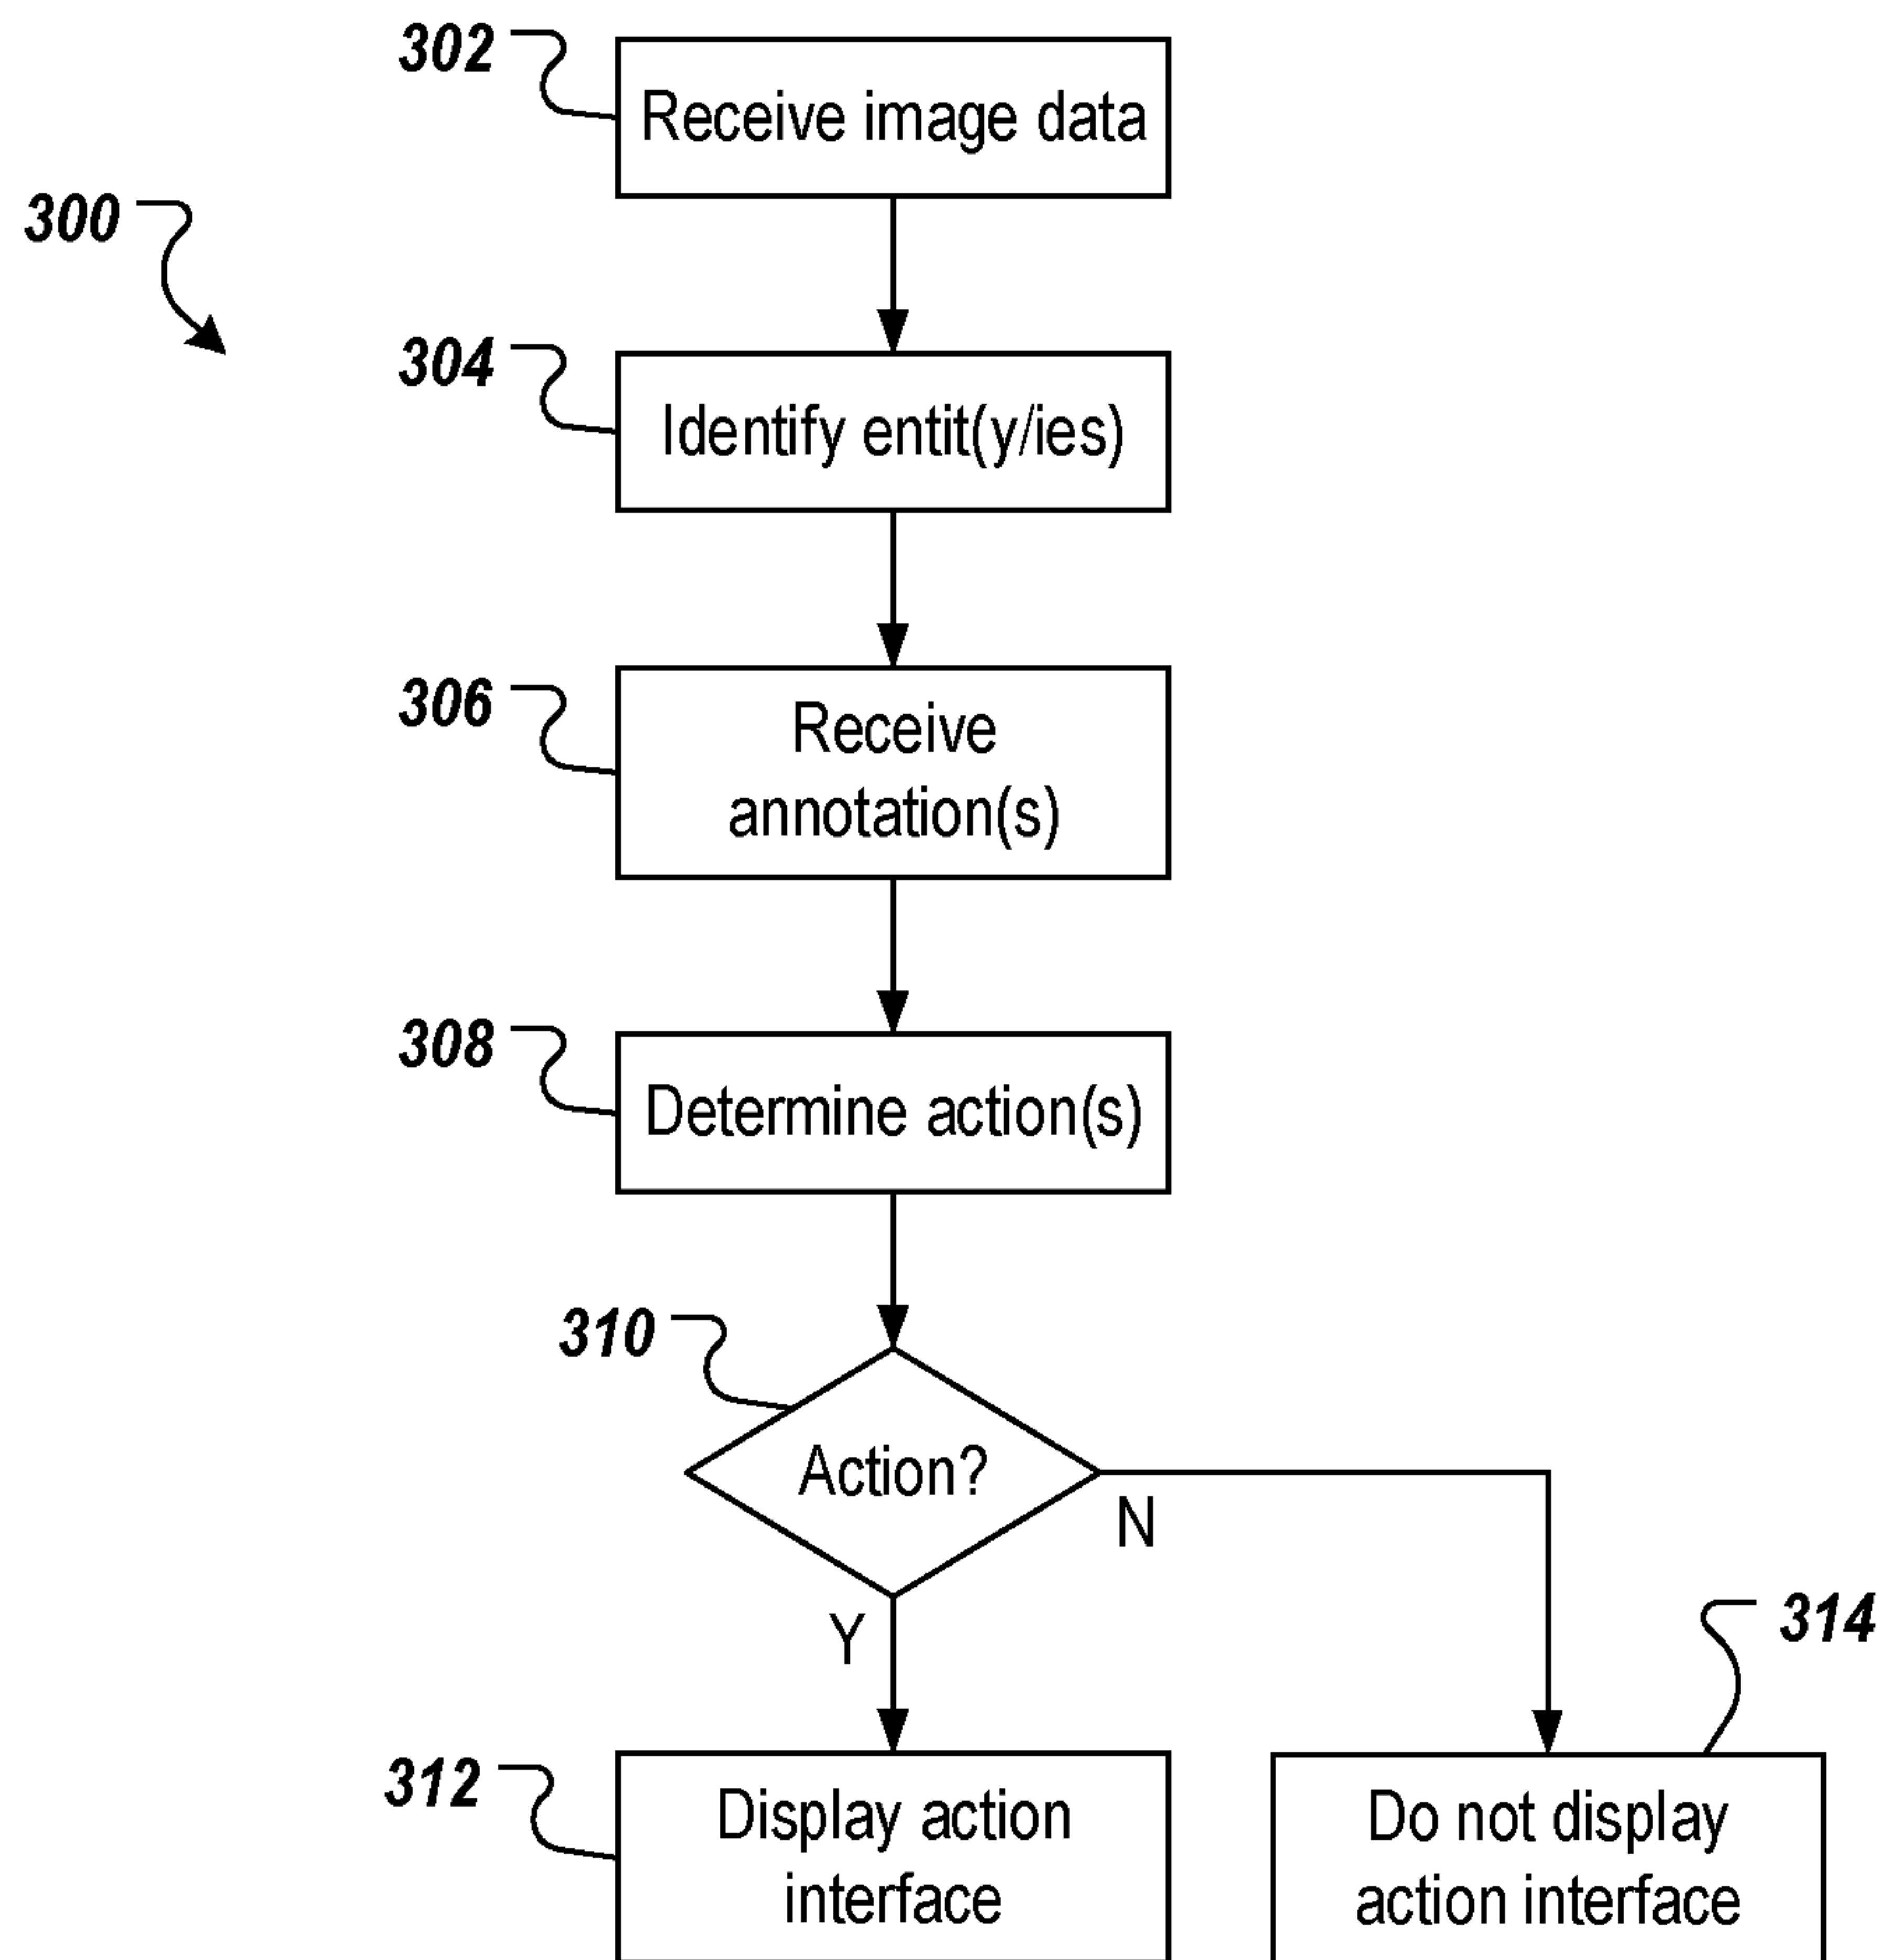 302
Receive image data
300
304
Identify entit(y/ies)
306
Receive
annotation(s)
308
Determine action(s)
310
Action?
N
Y
314
312
Display action
interface
Do not display
action interface